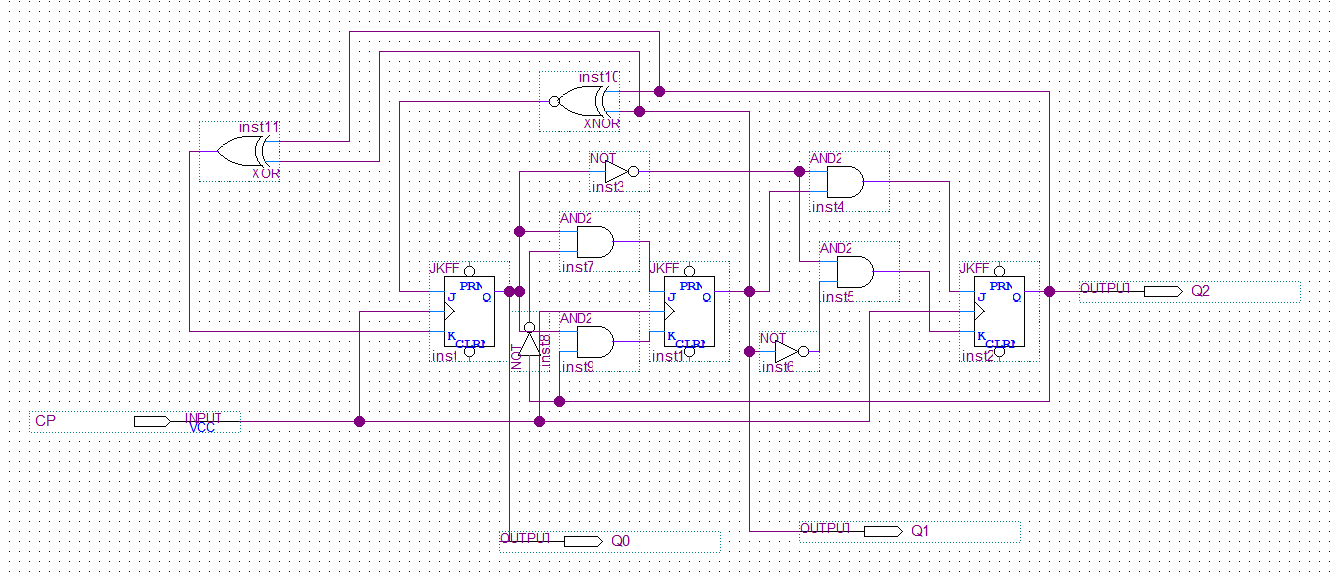 inst10
XNOR
inst11
XOR
NOT
inst3
AND2
inst4
AND2
inst7
AND2
inst5
JKFF
PRN
J
Q
K
CLRN
inst
NOT
inst8
AND2
inst9
JKFF
PRN
J
Q
K
CLRN
inst1
NOT
inst6
JKFF
PRN
J
Q
K
CLRN
inst2
OUTPUT
Q2
CP
INPUT
VCC
OUTPUT
Q0
OUTPUT
Q1